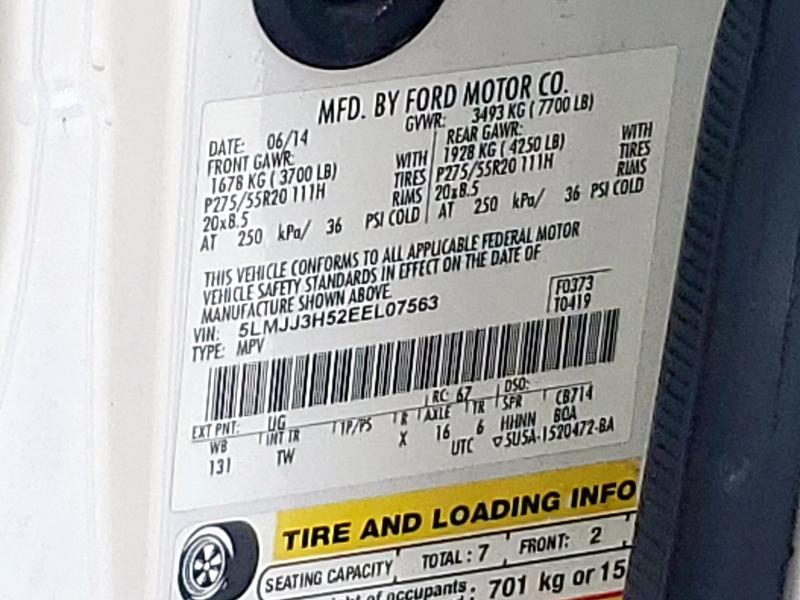 MFD. BY FORD MOTOR CO.
DATE: 06/14 GVWR: 3493 KG ( 7700 LB)
FRONT GAWR: REAR GAWR:
1678 KG ( 3700 LB) WITH 1928 KG ( 4250 LB) WITH
P275/55R20 111H TIRES P275/55R20 111H TIRES
20x8.5 RIMS 20x8.5 RIMS
AT 250 kPa/ 36 PSI COLD AT 250 kPa/ 36 PSI COLD
THIS VEHICLE CONFORMS TO ALL APPLICABLE FEDERAL MOTOR
VEHICLE SAFETY STANDARDS IN EFFECT ON THE DATE OF
MANUFACTURE SHOWN ABOVE.
VIN: 5LMJJ3H52EEL07563 F0373
TYPE: MPV T0419
EXT PNT: UG RC: 67 DSO:
WB INT TR TP/PS R AXLE TR SPR CB714
131 TW X 16 6 HHNN BOA
UTC ▽5U5A-1520472-BA
TIRE AND LOADING INFO
SEATING CAPACITY TOTAL : 7 FRONT: 2
of occupants : 701 kg or 15